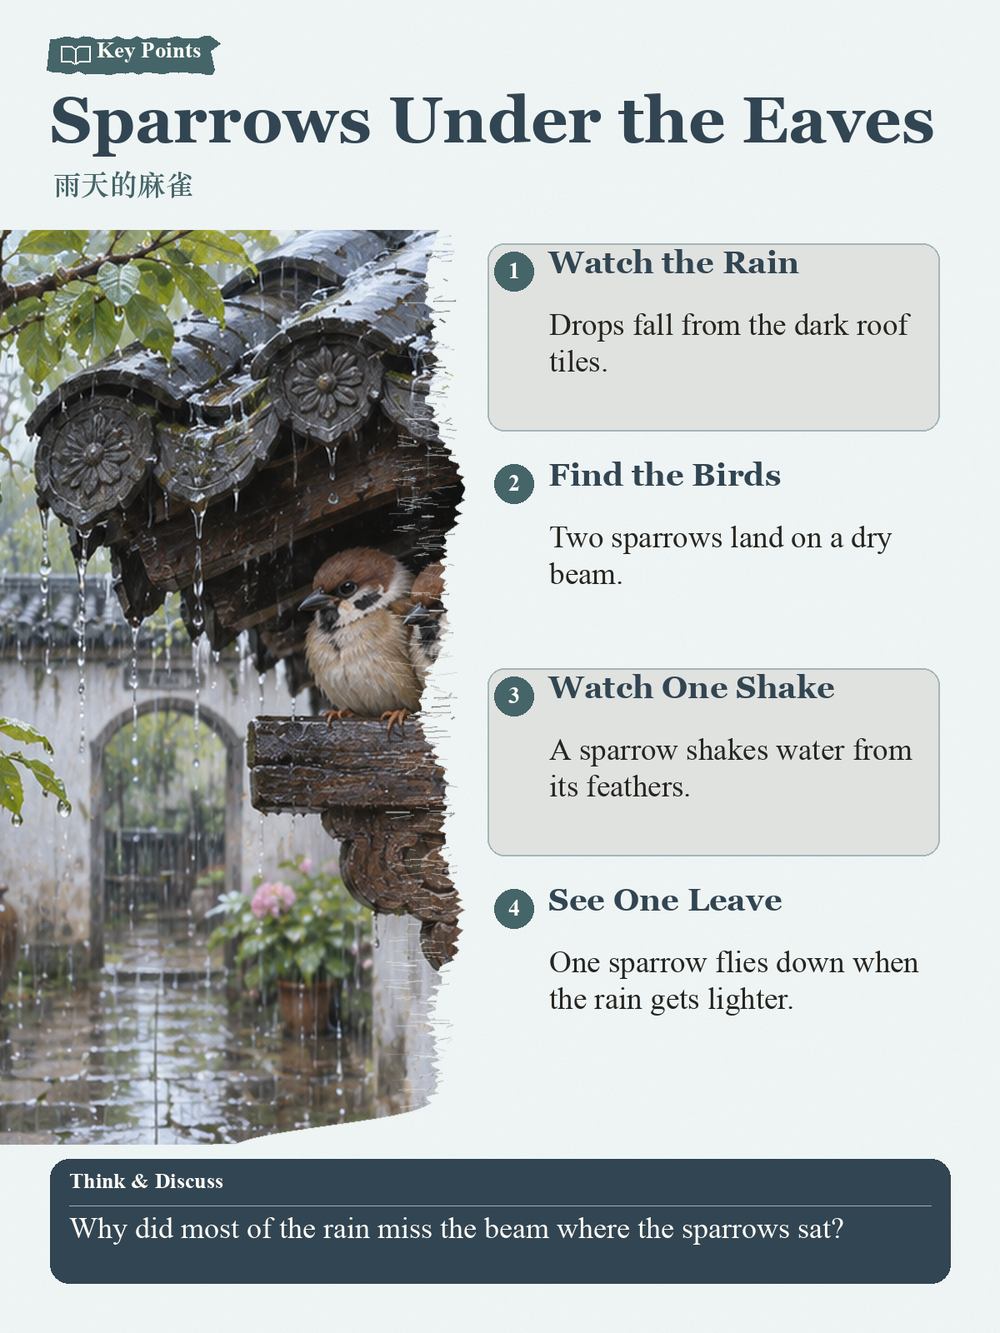 Key Points
Sparrows Under the Eaves
雨天的麻雀
1 Watch the Rain
Drops fall from the dark roof
tiles.
2 Find the Birds
Two sparrows land on a dry
beam.
3 Watch One Shake
A sparrow shakes water from
its feathers.
4 See One Leave
One sparrow flies down when
the rain gets lighter.
Think & Discuss
Why did most of the rain miss the beam where the sparrows sat?